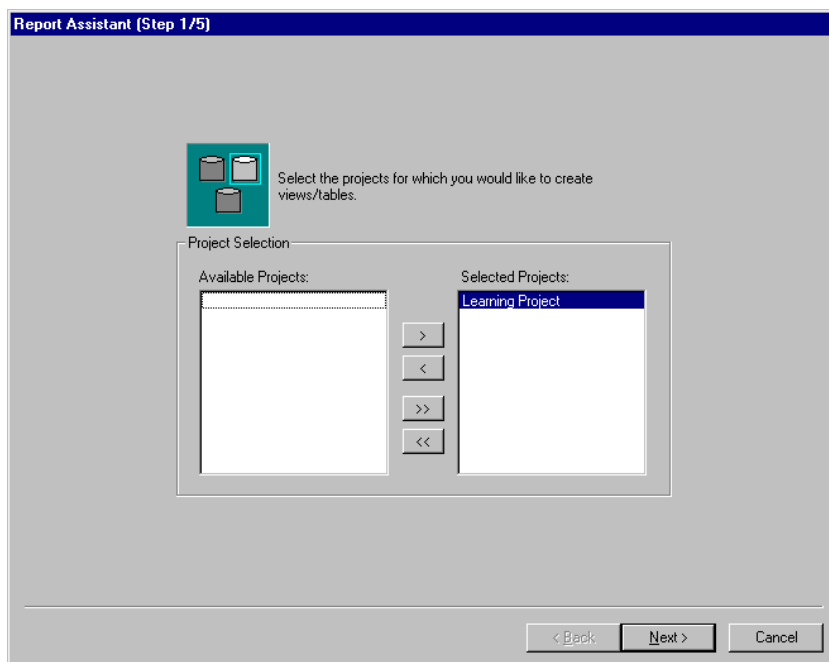 Report Assistant (Step 1/5)
Select the projects for which you would like to create
views/tables.
Project Selection
Available Projects:
Selected Projects:
Learning Project
>
<
>>
<<
< Back
Next >
Cancel